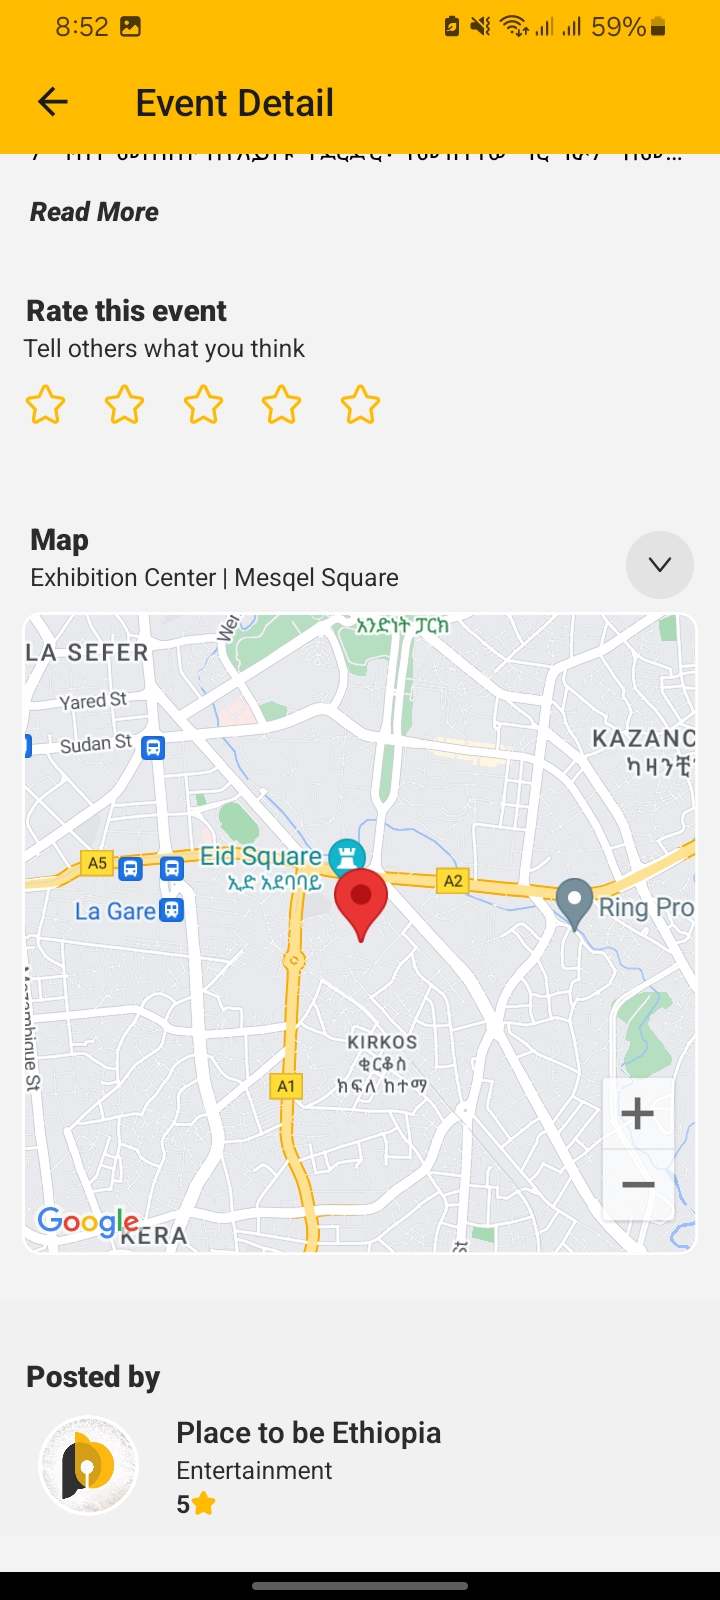 8:52
59%
Event Detail
Read More
Rate this event
Tell others what you think
Map
Exhibition Center | Mesqel Square
አንድነት ፓርክ
LA SEFER
Yared St
Sudan St
KAZANC
ካዛንቺ
A5
Eid Square
ኢድ አደባባይ
A2
La Gare
Ring Pro
Mozambique St
KIRKOS
ቂርቆስ
ክፍለ ከተማ
A1
Google
KERA
Posted by
Place to be Ethiopia
Entertainment
5